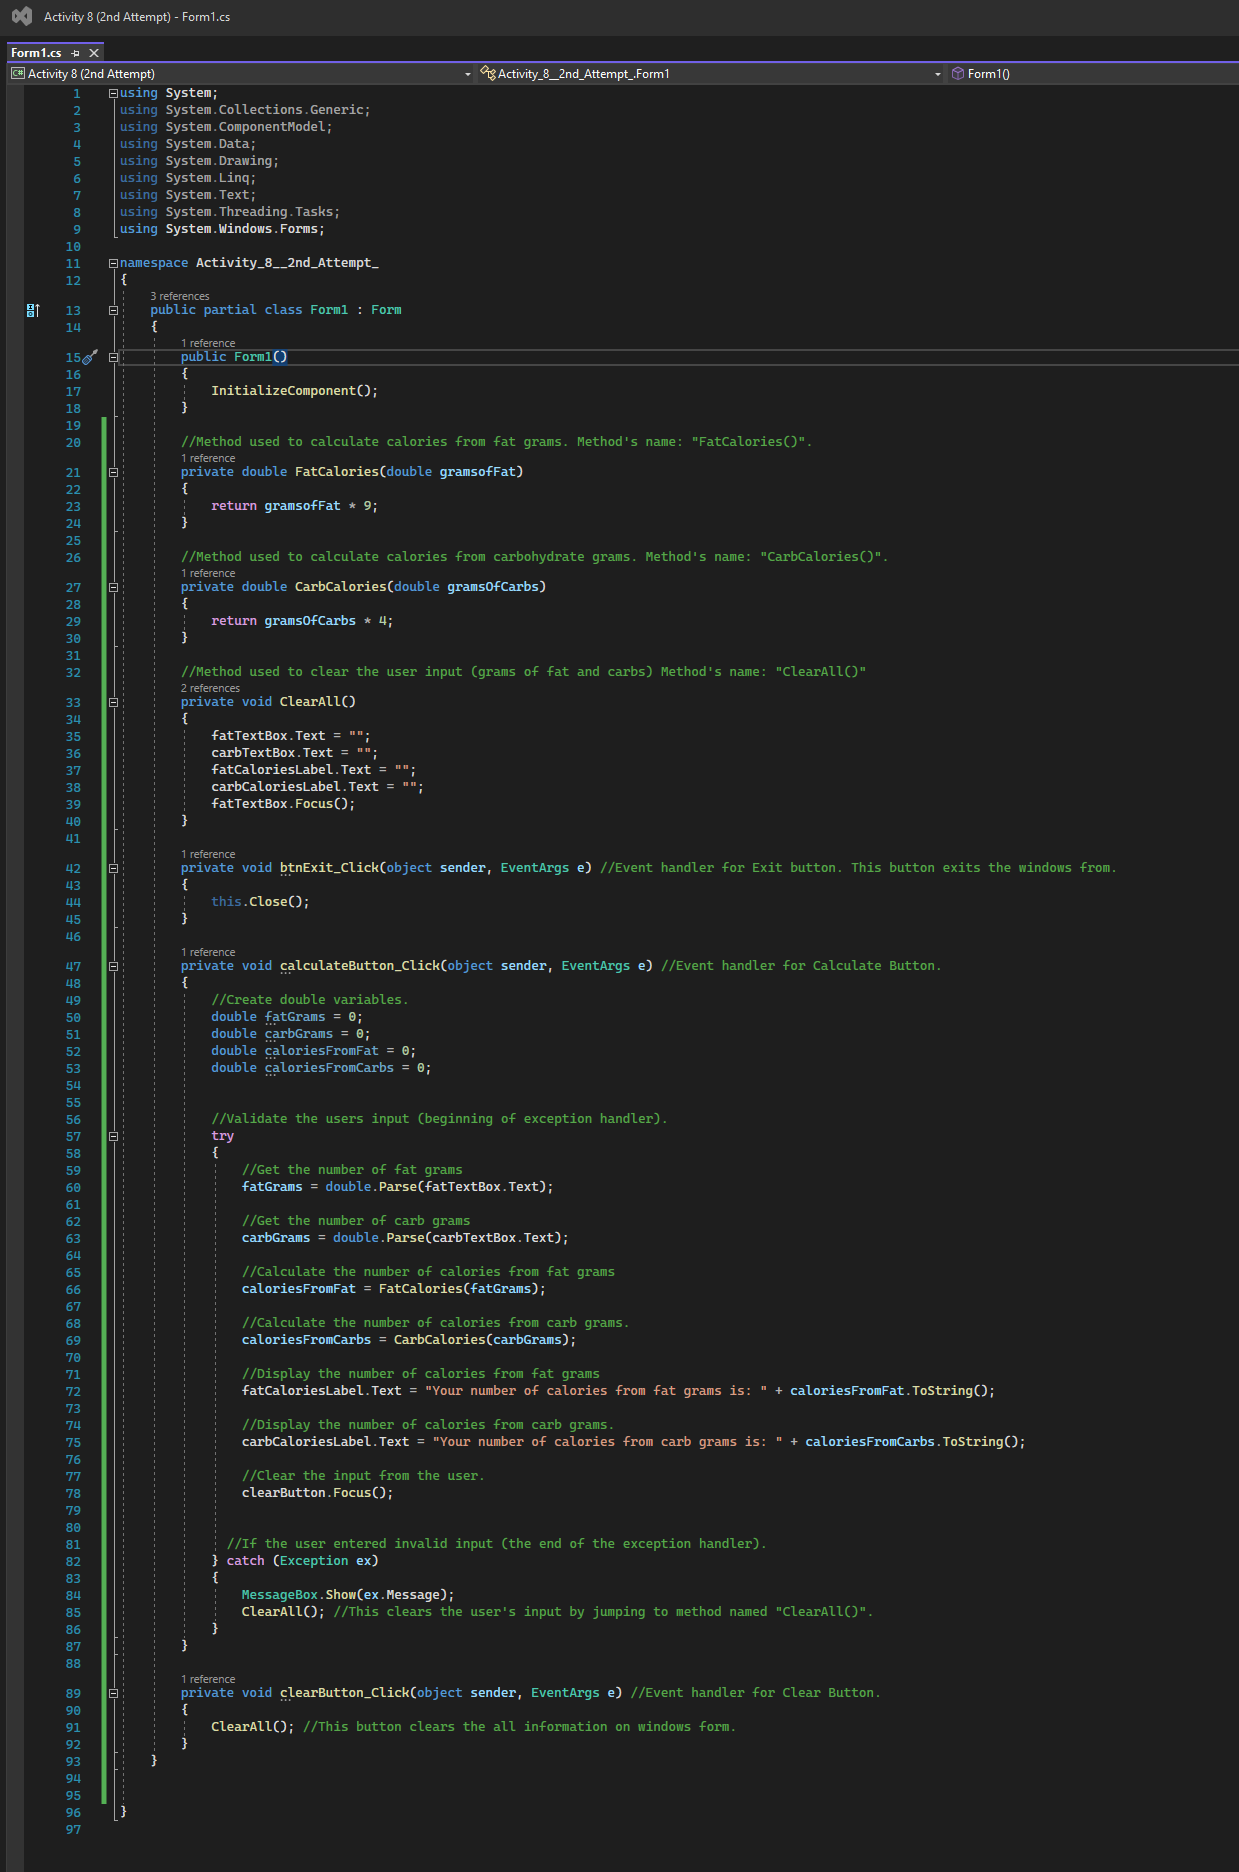 Activity 8 (2nd Attempt) - Form1.cs
Form1.cs
C# Activity 8 (2nd Attempt) Activity_8__2nd_Attempt_.Form1 Form1()
1 using System;
2 using System.Collections.Generic;
3 using System.ComponentModel;
4 using System.Data;
5 using System.Drawing;
6 using System.Linq;
7 using System.Text;
8 using System.Threading.Tasks;
9 using System.Windows.Forms;
10
11 namespace Activity_8__2nd_Attempt_
12 {
3 references
13 public partial class Form1 : Form
14 {
1 reference
15 public Form1()
16 {
17 InitializeComponent();
18 }
19
20 //Method used to calculate calories from fat grams. Method's name: "FatCalories()".
1 reference
21 private double FatCalories(double gramsofFat)
22 {
23 return gramsofFat * 9;
24 }
25
26 //Method used to calculate calories from carbohydrate grams. Method's name: "CarbCalories()".
1 reference
27 private double CarbCalories(double gramsOfCarbs)
28 {
29 return gramsOfCarbs * 4;
30 }
31
32 //Method used to clear the user input (grams of fat and carbs) Method's name: "ClearAll()"
2 references
33 private void ClearAll()
34 {
35 fatTextBox.Text = "";
36 carbTextBox.Text = "";
37 fatCaloriesLabel.Text = "";
38 carbCaloriesLabel.Text = "";
39 fatTextBox.Focus();
40 }
41
1 reference
42 private void btnExit_Click(object sender, EventArgs e) //Event handler for Exit button. This button exits the windows from.
43 {
44 this.Close();
45 }
46
1 reference
47 private void calculateButton_Click(object sender, EventArgs e) //Event handler for Calculate Button.
48 {
49 //Create double variables.
50 double fatGrams = 0;
51 double carbGrams = 0;
52 double caloriesFromFat = 0;
53 double caloriesFromCarbs = 0;
54
55
56 //Validate the users input (beginning of exception handler).
57 try
58 {
59 //Get the number of fat grams
60 fatGrams = double.Parse(fatTextBox.Text);
61
62 //Get the number of carb grams
63 carbGrams = double.Parse(carbTextBox.Text);
64
65 //Calculate the number of calories from fat grams
66 caloriesFromFat = FatCalories(fatGrams);
67
68 //Calculate the number of calories from carb grams.
69 caloriesFromCarbs = CarbCalories(carbGrams);
70
71 //Display the number of calories from fat grams
72 fatCaloriesLabel.Text = "Your number of calories from fat grams is: " + caloriesFromFat.ToString();
73
74 //Display the number of calories from carb grams.
75 carbCaloriesLabel.Text = "Your number of calories from carb grams is: " + caloriesFromCarbs.ToString();
76
77 //Clear the input from the user.
78 clearButton.Focus();
79
80
81 //If the user entered invalid input (the end of the exception handler).
82 } catch (Exception ex)
83 {
84 MessageBox.Show(ex.Message);
85 ClearAll(); //This clears the user's input by jumping to method named "ClearAll()".
86 }
87 }
88
1 reference
89 private void clearButton_Click(object sender, EventArgs e) //Event handler for Clear Button.
90 {
91 ClearAll(); //This button clears the all information on windows form.
92 }
93 }
94
95
96 }
97